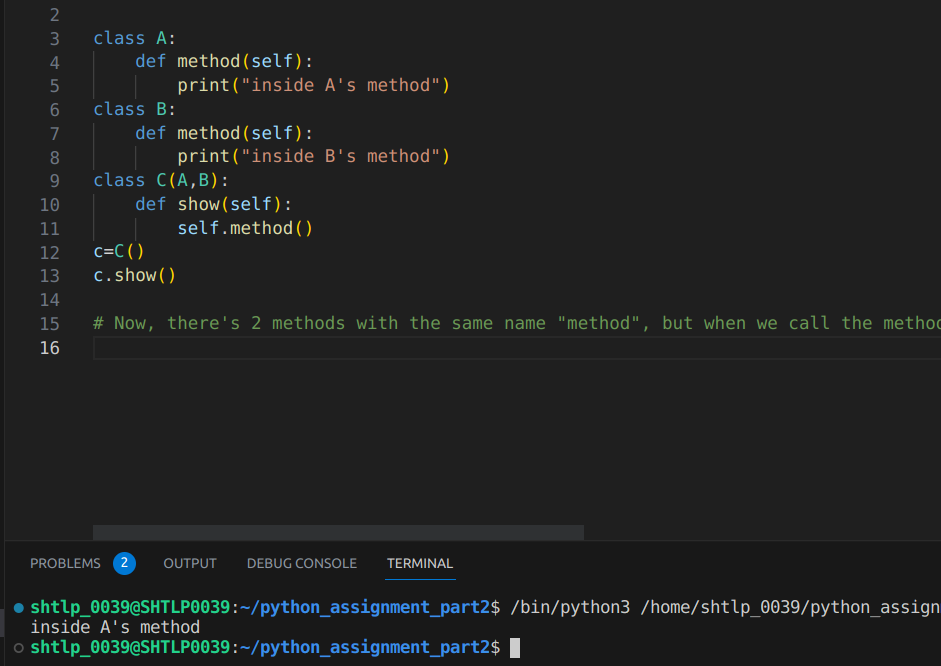 2
3 class A:
4     def method(self):
5         print("inside A's method")
6 class B:
7     def method(self):
8         print("inside B's method")
9 class C(A,B):
10     def show(self):
11         self.method()
12 c=C()
13 c.show()
14
15 # Now, there's 2 methods with the same name "method", but when we call the metho
16
PROBLEMS 2 OUTPUT DEBUG CONSOLE TERMINAL
shtlp_0039@SHTLP0039:~/python_assignment_part2$ /bin/python3 /home/shtlp_0039/python_assign
inside A's method
shtlp_0039@SHTLP0039:~/python_assignment_part2$